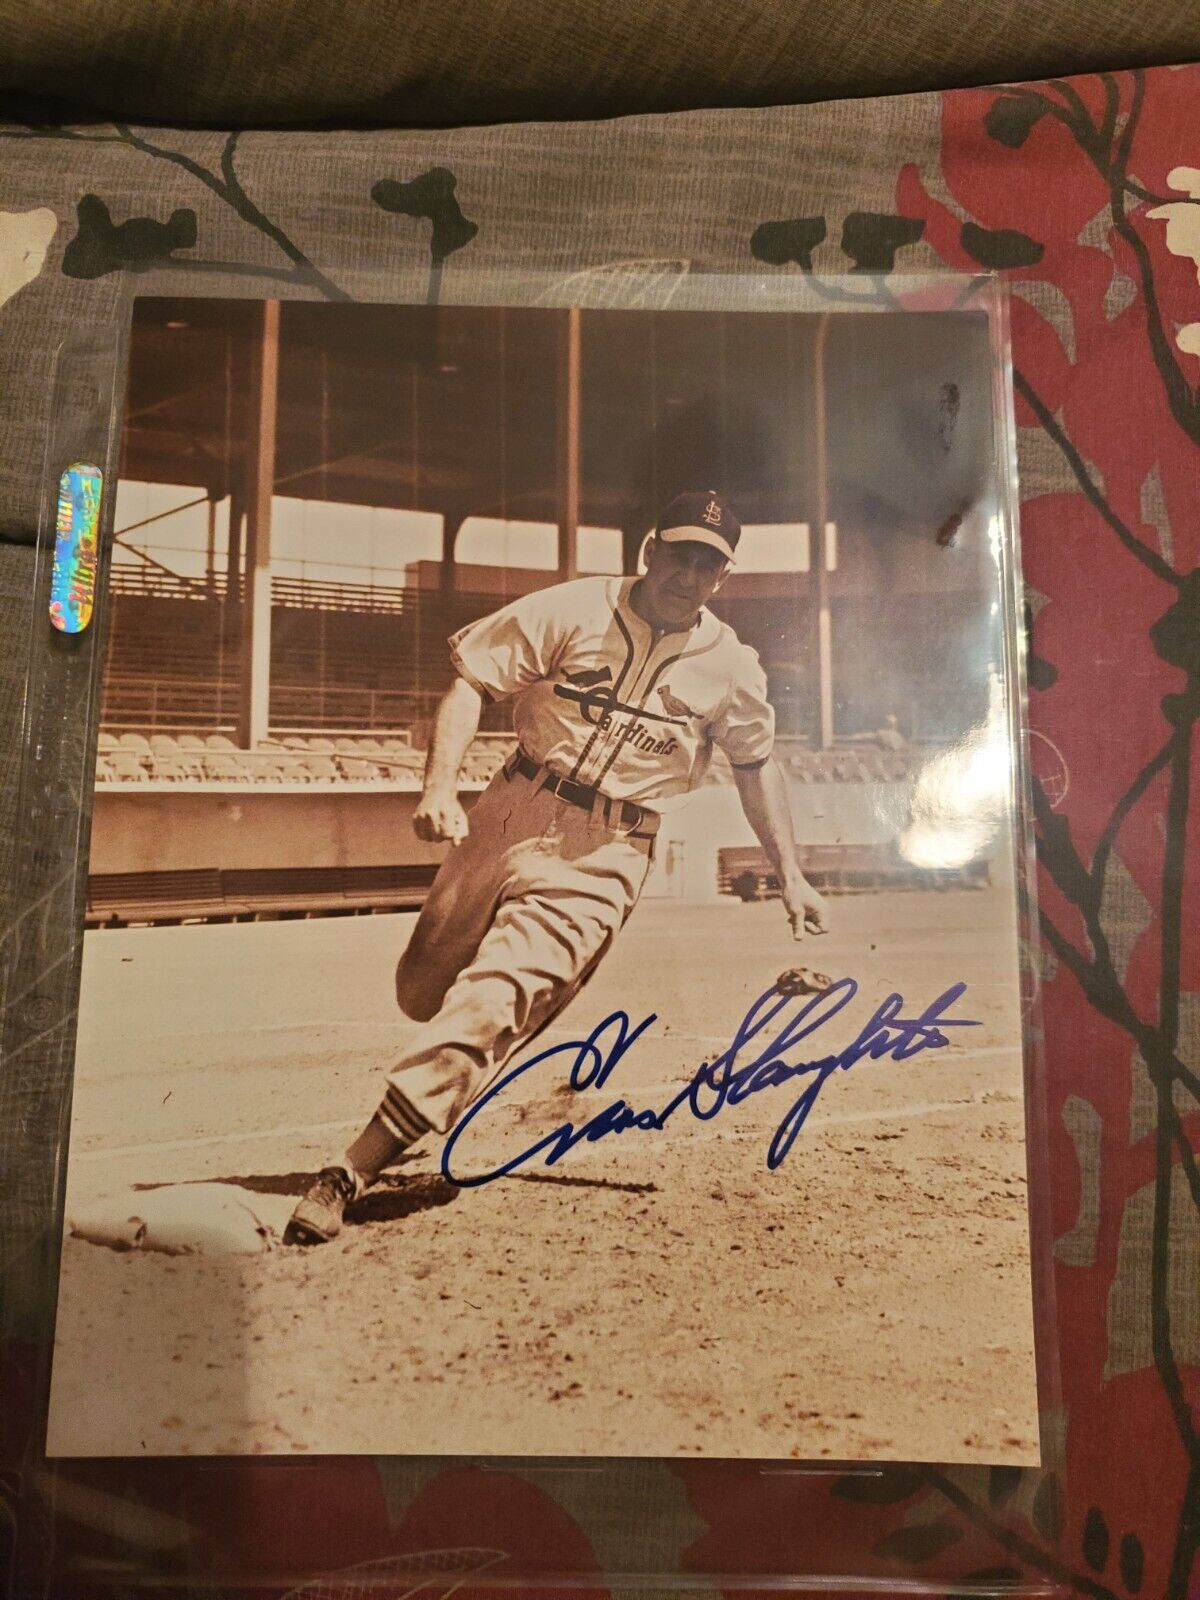 StL
Cardinals
Enos Slaughter